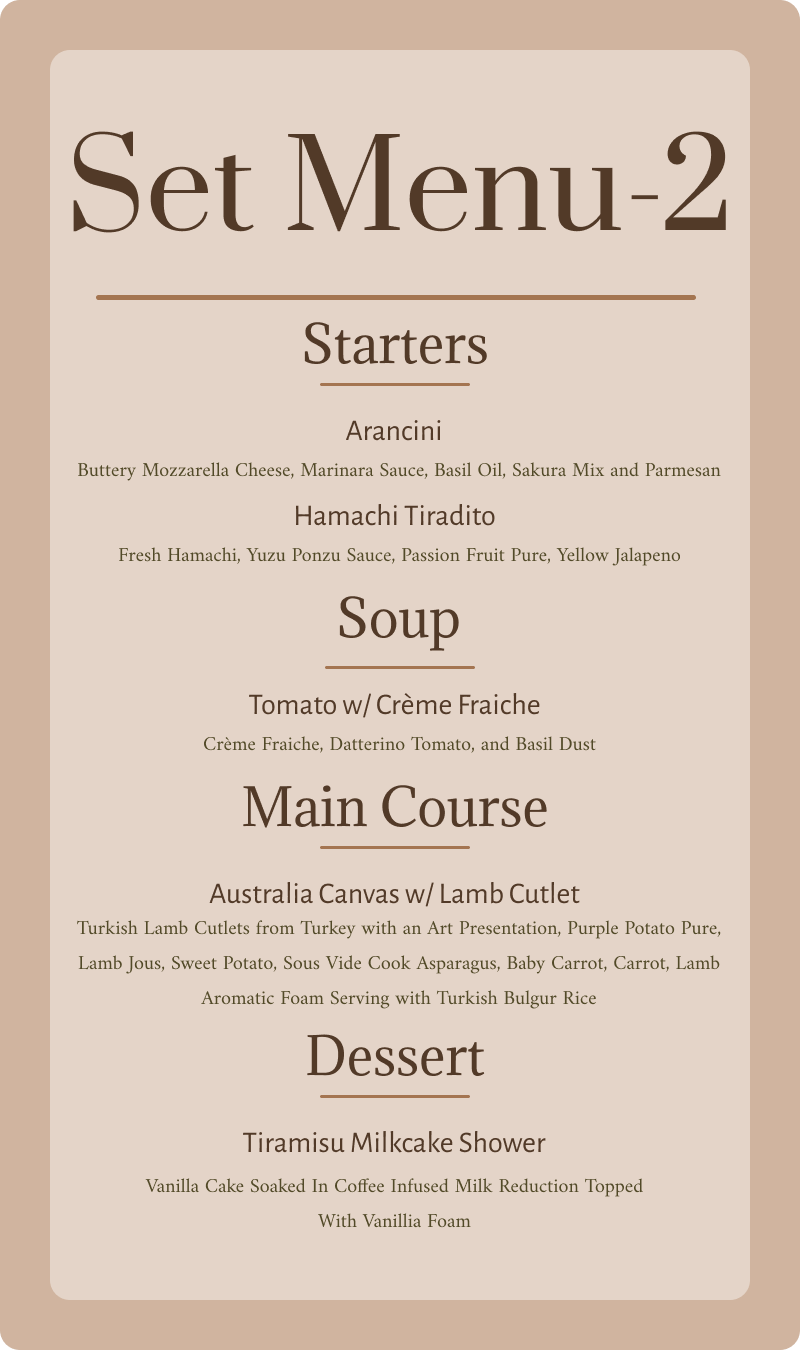 Set Menu-2
Starters
Arancini
Buttery Mozzarella Cheese, Marinara Sauce, Basil Oil, Sakura Mix and Parmesan
Hamachi Tiradito
Fresh Hamachi, Yuzu Ponzu Sauce, Passion Fruit Pure, Yellow Jalapeno
Soup
Tomato w/ Crème Fraiche
Crème Fraiche, Datterino Tomato, and Basil Dust
Main Course
Australia Canvas w/ Lamb Cutlet
Turkish Lamb Cutlets from Turkey with an Art Presentation, Purple Potato Pure,
Lamb Jous, Sweet Potato, Sous Vide Cook Asparagus, Baby Carrot, Carrot, Lamb
Aromatic Foam Serving with Turkish Bulgur Rice
Dessert
Tiramisu Milkcake Shower
Vanilla Cake Soaked In Coffee Infused Milk Reduction Topped
With Vanillia Foam